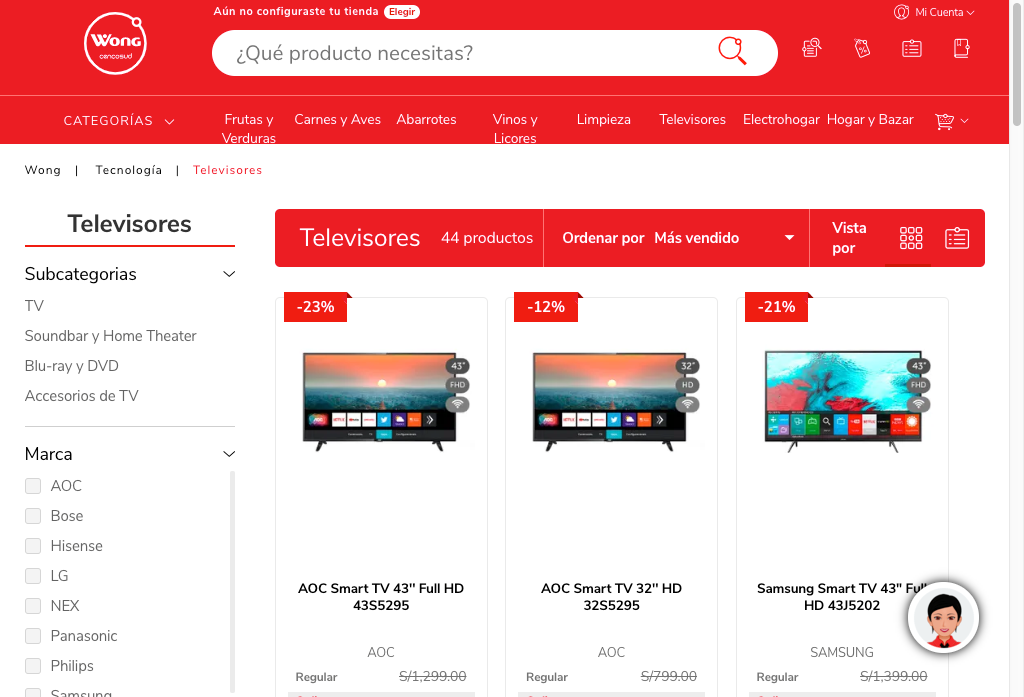 Aún no configuraste tu tienda Elegir
Mi Cuenta
Wong
cencosud
¿Qué producto necesitas?
CATEGORÍAS
Frutas y
Verduras
Carnes y Aves
Abarrotes
Vinos y
Licores
Limpieza
Televisores
Electrohogar
Hogar y Bazar
Wong | Tecnología | Televisores
Televisores
Subcategorias
TV
Soundbar y Home Theater
Blu-ray y DVD
Accesorios de TV
Marca
AOC
Bose
Hisense
LG
NEX
Panasonic
Philips
Samsung
Televisores 44 productos
Ordenar por Más vendido
Vista
por
-23%
43"
FHD
AOC Smart TV 43'' Full HD
43S5295
AOC
Regular S/1,299.00
-12%
32"
HD
AOC Smart TV 32'' HD
32S5295
AOC
Regular S/799.00
-21%
43"
FHD
Samsung Smart TV 43" Full
HD 43J5202
SAMSUNG
Regular S/1,399.00